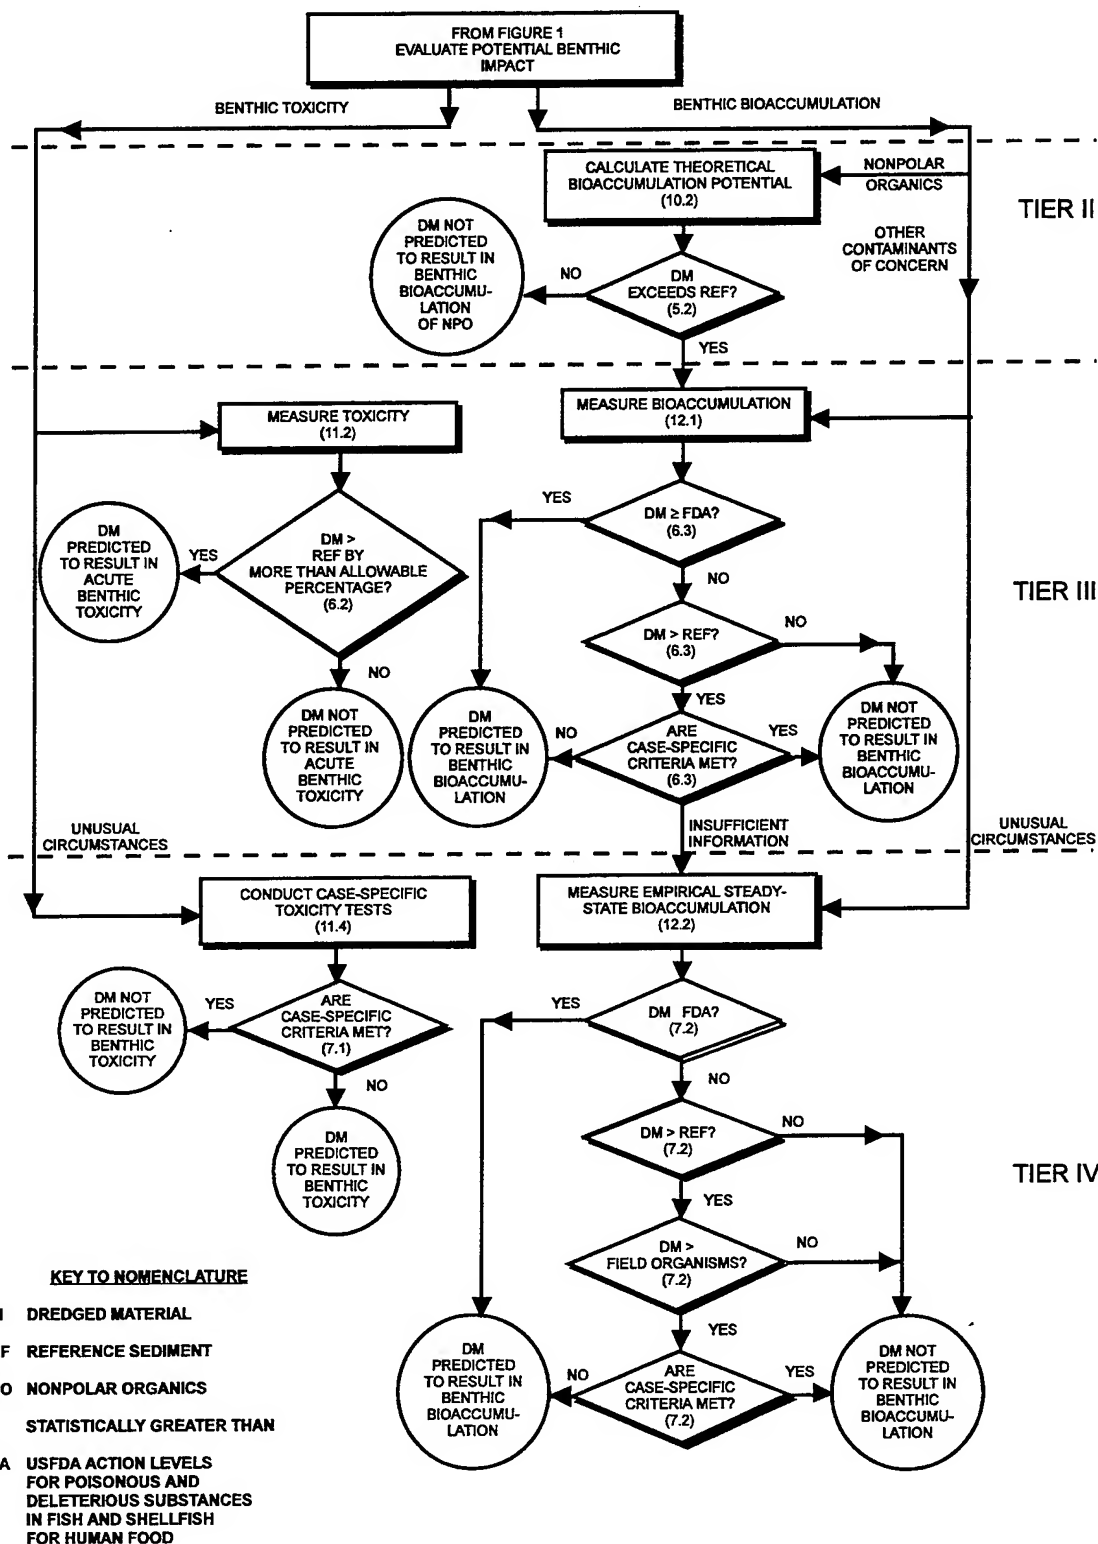 FROM FIGURE 1
EVALUATE POTENTIAL BENTHIC
IMPACT
BENTHIC TOXICITY
BENTHIC BIOACCUMULATION
CALCULATE THEORETICAL
BIOACCUMULATION POTENTIAL
(10.2)
NONPOLAR
ORGANICS
TIER II
OTHER
CONTAMINANTS
OF CONCERN
DM NOT
PREDICTED
TO RESULT IN
BENTHIC
BIOACCUMU-
LATION
OF NPO
NO
DM
EXCEEDS REF?
(5.2)
YES
MEASURE TOXICITY
(11.2)
MEASURE BIOACCUMULATION
(12.1)
DM
PREDICTED
TO RESULT IN
ACUTE
BENTHIC
TOXICITY
YES
DM >
REF BY
MORE THAN ALLOWABLE
PERCENTAGE?
(6.2)
NO
DM NOT
PREDICTED
TO RESULT IN
ACUTE
BENTHIC
TOXICITY
YES
DM ≥ FDA?
(6.3)
NO
TIER III
DM > REF?
(6.3)
NO
YES
DM
PREDICTED
TO RESULT IN
BENTHIC
BIOACCUMU-
LATION
NO
ARE
CASE-SPECIFIC
CRITERIA MET?
(6.3)
YES
DM NOT
PREDICTED
TO RESULT IN
BENTHIC
BIOACCUMU-
LATION
UNUSUAL
CIRCUMSTANCES
INSUFFICIENT
INFORMATION
UNUSUAL
CIRCUMSTANCES
CONDUCT CASE-SPECIFIC
TOXICITY TESTS
(11.4)
MEASURE EMPIRICAL STEADY-
STATE BIOACCUMULATION
(12.2)
DM NOT
PREDICTED
TO RESULT IN
BENTHIC
TOXICITY
YES
ARE
CASE-SPECIFIC
CRITERIA MET?
(7.1)
NO
DM
PREDICTED
TO RESULT IN
BENTHIC
TOXICITY
YES
DM FDA?
(7.2)
NO
DM > REF?
(7.2)
NO
TIER IV
YES
DM >
FIELD ORGANISMS?
(7.2)
NO
YES
DM
PREDICTED
TO RESULT IN
BENTHIC
BIOACCUMU-
LATION
NO
ARE
CASE-SPECIFIC
CRITERIA MET?
(7.2)
YES
DM NOT
PREDICTED
TO RESULT IN
BENTHIC
BIOACCUMU-
LATION
KEY TO NOMENCLATURE
DREDGED MATERIAL
F REFERENCE SEDIMENT
O NONPOLAR ORGANICS
STATISTICALLY GREATER THAN
A USFDA ACTION LEVELS
FOR POISONOUS AND
DELETERIOUS SUBSTANCES
IN FISH AND SHELLFISH
FOR HUMAN FOOD